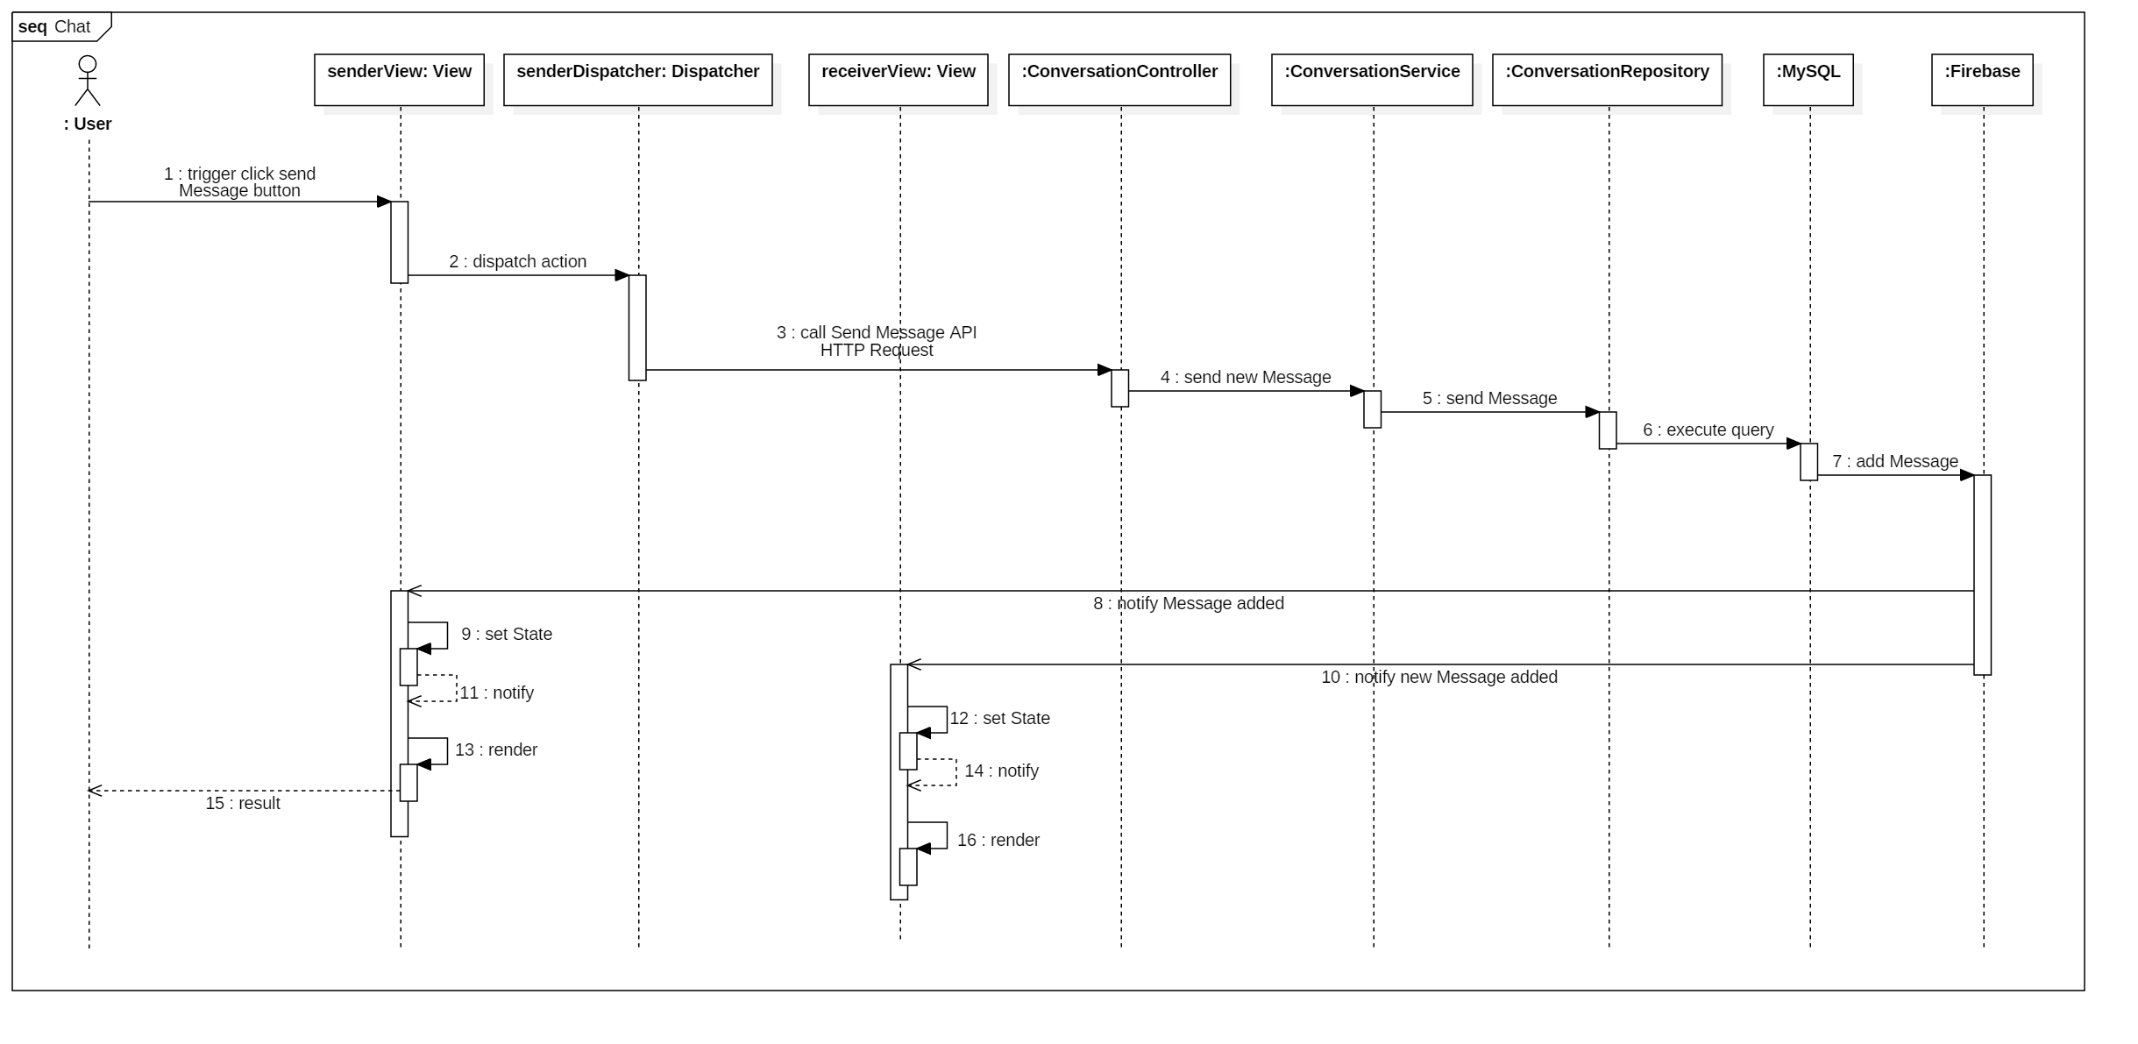 seq Chat
: User
senderView: View
senderDispatcher: Dispatcher
receiverView: View
:ConversationController
:ConversationService
:ConversationRepository
:MySQL
:Firebase
1 : trigger click send
Message button
2 : dispatch action
3 : call Send Message API
HTTP Request
4 : send new Message
5 : send Message
6 : execute query
7 : add Message
8 : notify Message added
9 : set State
10 : notify new Message added
11 : notify
12 : set State
13 : render
14 : notify
15 : result
16 : render